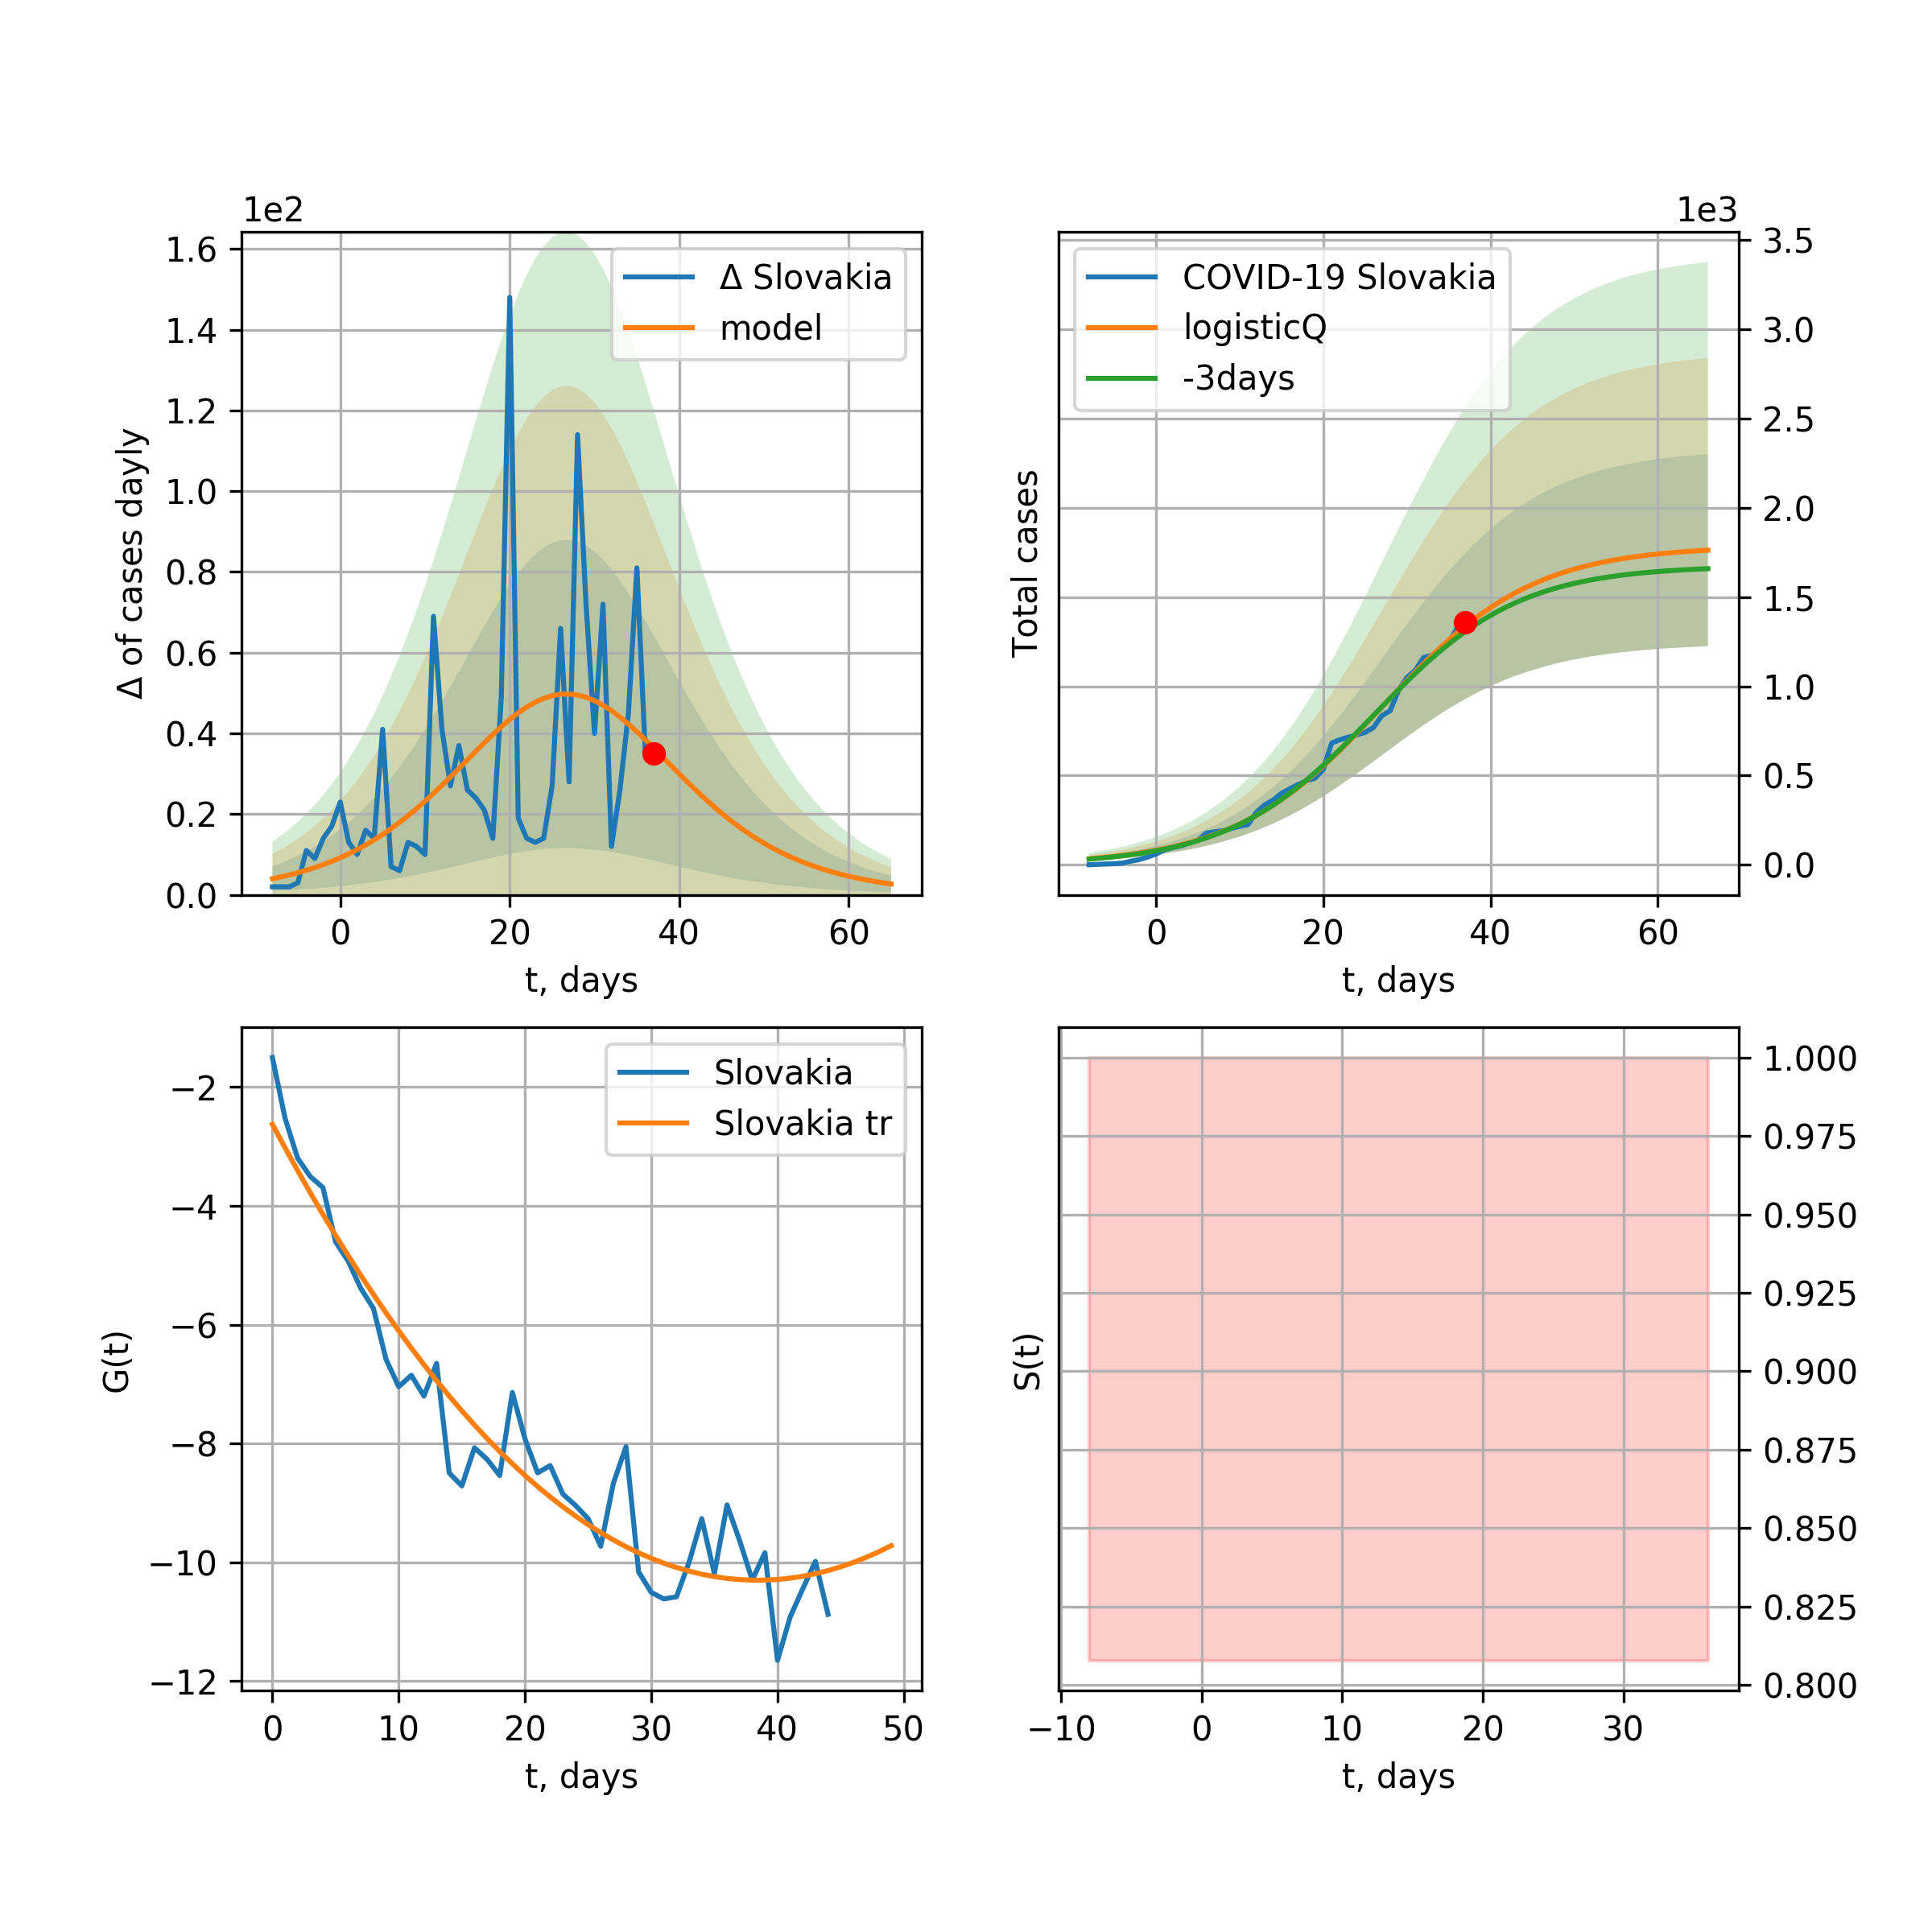 1e2
1.6
1.4
1.2
1.0
0.8
0.6
0.4
0.2
0.0
Δ of cases dayly
Δ Slovakia
model
0 20 40 60
t, days
1e3
3.5
3.0
2.5
2.0
1.5
1.0
0.5
0.0
Total cases
COVID-19 Slovakia
logisticQ
-3days
0 20 40 60
t, days
−2
−4
−6
−8
−10
−12
G(t)
Slovakia
Slovakia tr
0 10 20 30 40 50
t, days
1.000
0.975
0.950
0.925
0.900
0.875
0.850
0.825
0.800
S(t)
−10 0 10 20 30
t, days